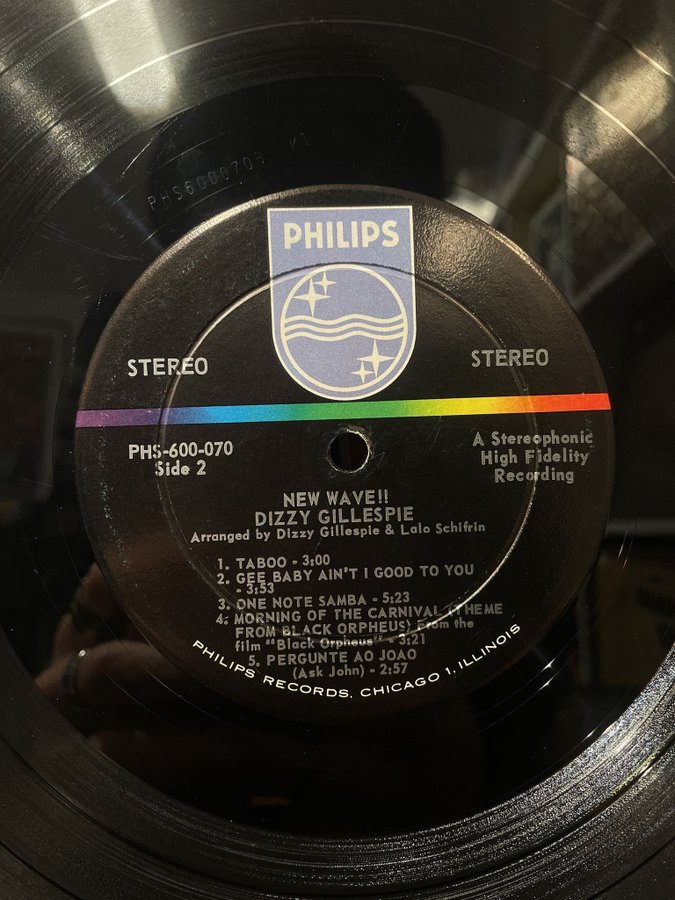 PHS600070B M1
PHILIPS
STEREO
STEREO
PHS-600-070
Side 2
A Stereophonic
High Fidelity
Recording
NEW WAVE!!
DIZZY GILLESPIE
Arranged by Dizzy Gillespie & Lalo Schifrin
1. TABOO - 3:00
2. GEE BABY AIN'T I GOOD TO YOU
- 3:53
3. ONE NOTE SAMBA - 5:23
4. MORNING OF THE CARNIVAL (THEME
FROM BLACK ORPHEUS) From the
film "Black Orpheus" - 3:21
5. PERGUNTE AO JOAO
(Ask John) - 2:57
PHILIPS RECORDS, CHICAGO 1, ILLINOIS